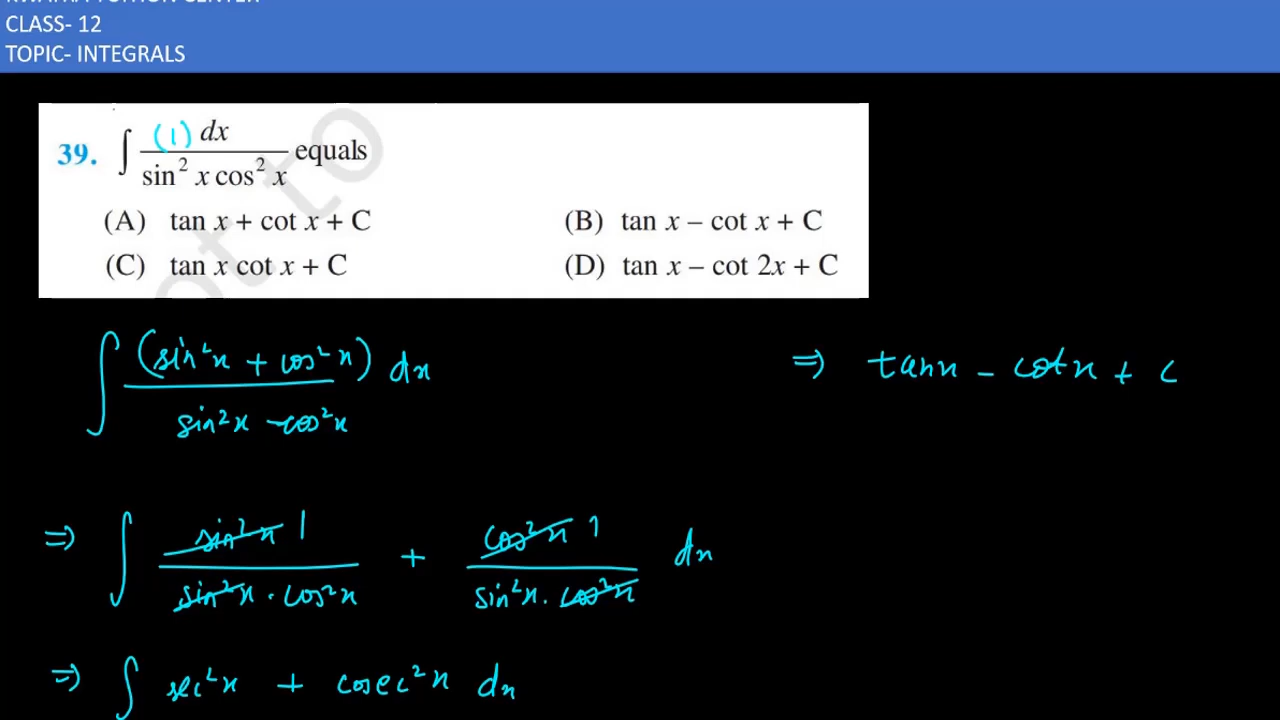 CLASS- 12
TOPIC- INTEGRALS
39. ∫ (1) dx / sin² x cos² x equals
(A) tan x + cot x + C (B) tan x – cot x + C
(C) tan x cot x + C (D) tan x – cot 2x + C
∫ (sin²x + cos²x) dx / sin²x - cos²x
⇒ tanx - cotx + C
⇒ ∫ sin²x 1 / sin²x · cos²x + cos²x 1 / sin²x · cos²x dx
⇒ ∫ sec²x + cosec²x dx